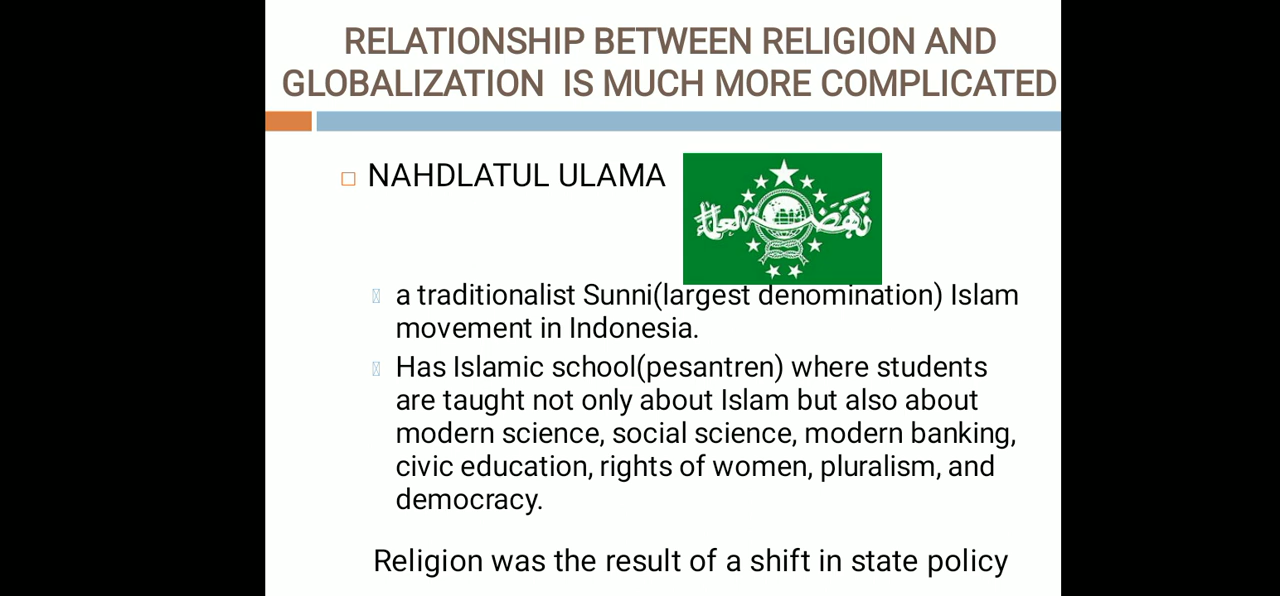 RELATIONSHIP BETWEEN RELIGION AND
GLOBALIZATION IS MUCH MORE COMPLICATED
NAHDLATUL ULAMA
نهضة العلماء
a traditionalist Sunni(largest denomination) Islam
movement in Indonesia.
Has Islamic school(pesantren) where students
are taught not only about Islam but also about
modern science, social science, modern banking,
civic education, rights of women, pluralism, and
democracy.
Religion was the result of a shift in state policy